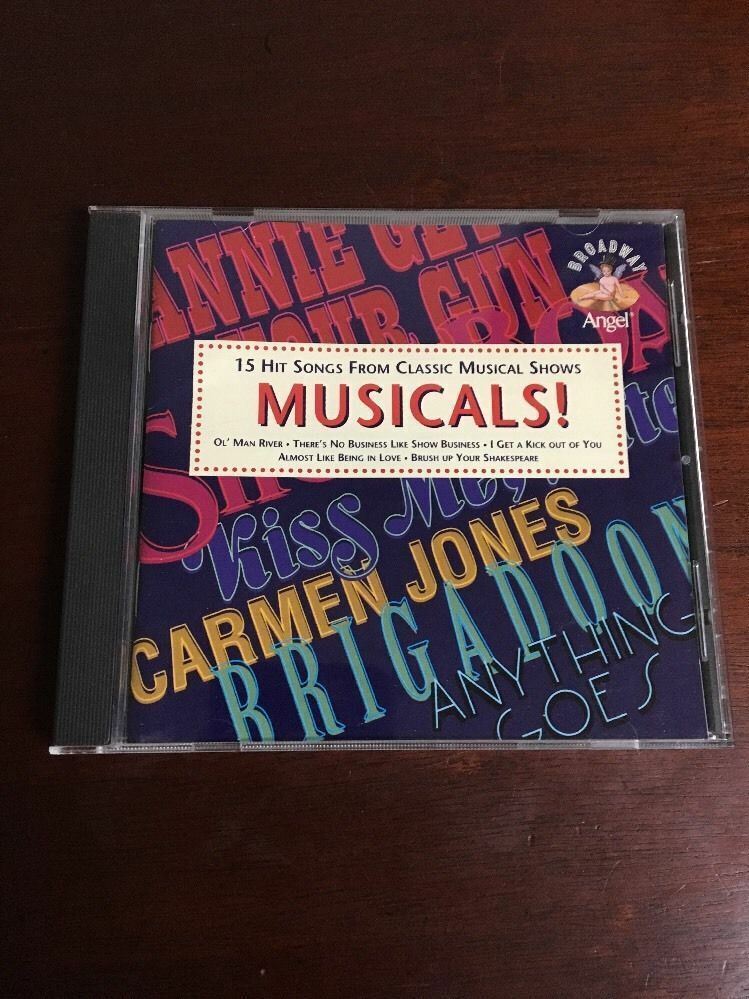 ANNIE GET
YOUR GUN
BROADWAY
Angel
15 HIT SONGS FROM CLASSIC MUSICAL SHOWS
MUSICALS!
OL' MAN RIVER • THERE'S NO BUSINESS LIKE SHOW BUSINESS • I GET A KICK OUT OF YOU
ALMOST LIKE BEING IN LOVE • BRUSH UP YOUR SHAKESPEARE
Kiss Me,
CARMEN JONES
BRIGADOON
ANYTHING
GOES